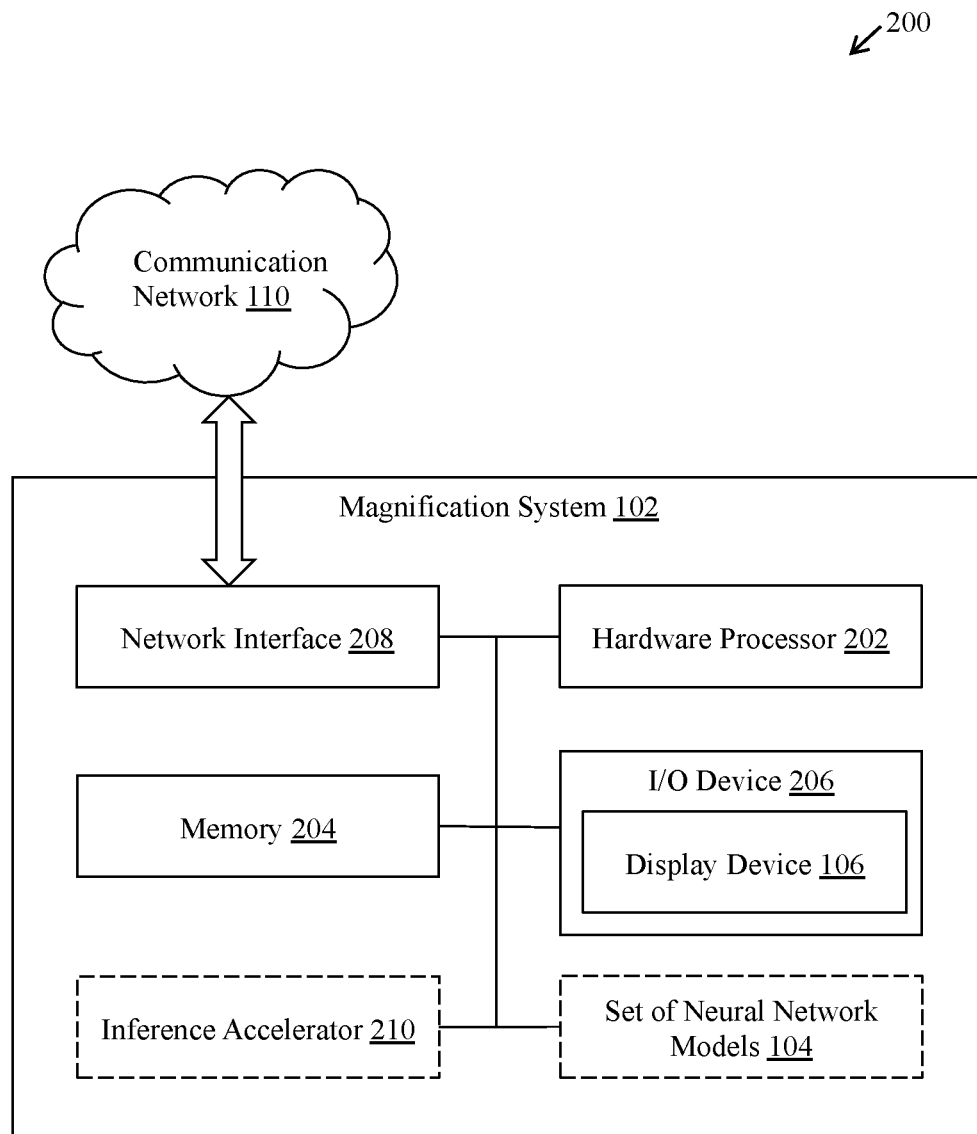 200
Communication
Network 110
Magnification System 102
Network Interface 208
Hardware Processor 202
I/O Device 206
Memory 204
Display Device 106
Inference Accelerator 210
Set of Neural Network
Models 104